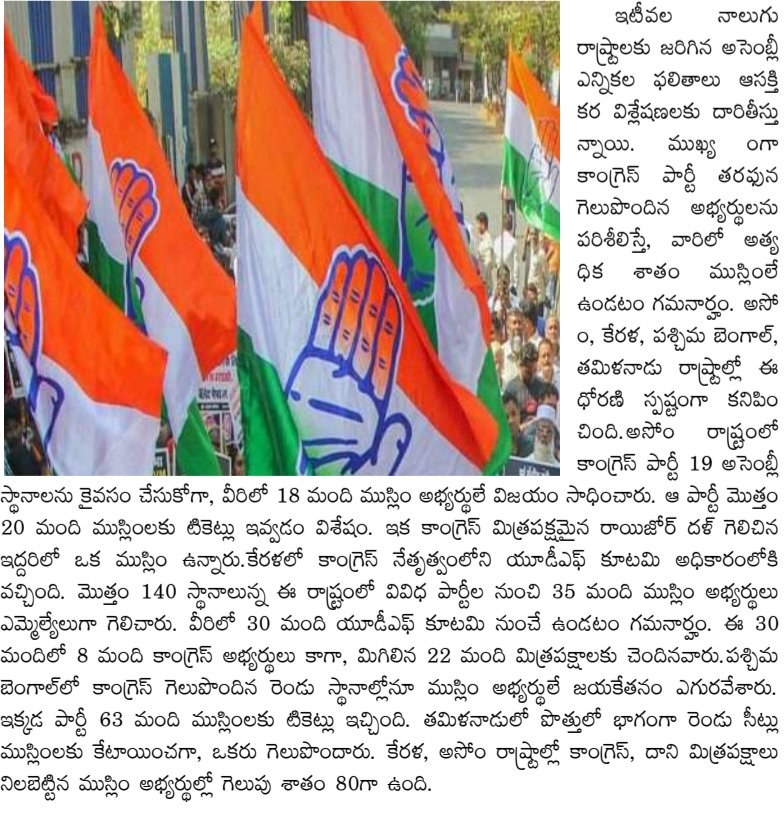 ఇటీవల నాలుగు
రాష్ట్రాలకు జరిగిన అసెంబ్లీ
ఎన్నికల ఫలితాలు ఆసక్తి
కర విశ్లేషణలకు దారితీస్తు
న్నాయి. ముఖ్య ంగా
కాంగ్రెస్ పార్టీ తరఫున
గెలుపొందిన అభ్యర్థులను
పరిశీలిస్తే, వారిలో అత్య
ధిక శాతం ముస్లింలే
ఉండటం గమనార్హం. అసో
ం, కేరళ, పశ్చిమ బెంగాల్,
తమిళనాడు రాష్ట్రాల్లో ఈ
ధోరణి స్పష్టంగా కనిపిం
చింది.అసోం రాష్ట్రంలో
కాంగ్రెస్ పార్టీ 19 అసెంబ్లీ
స్థానాలను కైవసం చేసుకోగా, వీరిలో 18 మంది ముస్లిం అభ్యర్థులే విజయం సాధించారు. ఆ పార్టీ మొత్తం
20 మంది ముస్లింలకు టికెట్లు ఇవ్వడం విశేషం. ఇక కాంగ్రెస్ మిత్రపక్షమైన రాయిజోర్ దళ్ గెలిచిన
ఇద్దరిలో ఒక ముస్లిం ఉన్నారు.కేరళలో కాంగ్రెస్ నేతృత్వంలోని యూడీఎఫ్ కూటమి అధికారంలోకి
వచ్చింది. మొత్తం 140 స్థానాలున్న ఈ రాష్ట్రంలో వివిధ పార్టీల నుంచి 35 మంది ముస్లిం అభ్యర్థులు
ఎమ్మెల్యేలుగా గెలిచారు. వీరిలో 30 మంది యూడీఎఫ్ కూటమి నుంచే ఉండటం గమనార్హం. ఈ 30
మందిలో 8 మంది కాంగ్రెస్ అభ్యర్థులు కాగా, మిగిలిన 22 మంది మిత్రపక్షాలకు చెందినవారు.పశ్చిమ
బెంగాల్‌లో కాంగ్రెస్ గెలుపొందిన రెండు స్థానాల్లోనూ ముస్లిం అభ్యర్థులే జయకేతనం ఎగురవేశారు.
ఇక్కడ పార్టీ 63 మంది ముస్లింలకు టికెట్లు ఇచ్చింది. తమిళనాడులో పొత్తులో భాగంగా రెండు సీట్లు
ముస్లింలకు కేటాయించగా, ఒకరు గెలుపొందారు. కేరళ, అసోం రాష్ట్రాల్లో కాంగ్రెస్, దాని మిత్రపక్షాలు
నిలబెట్టిన ముస్లిం అభ్యర్థుల్లో గెలుపు శాతం 80గా ఉంది.